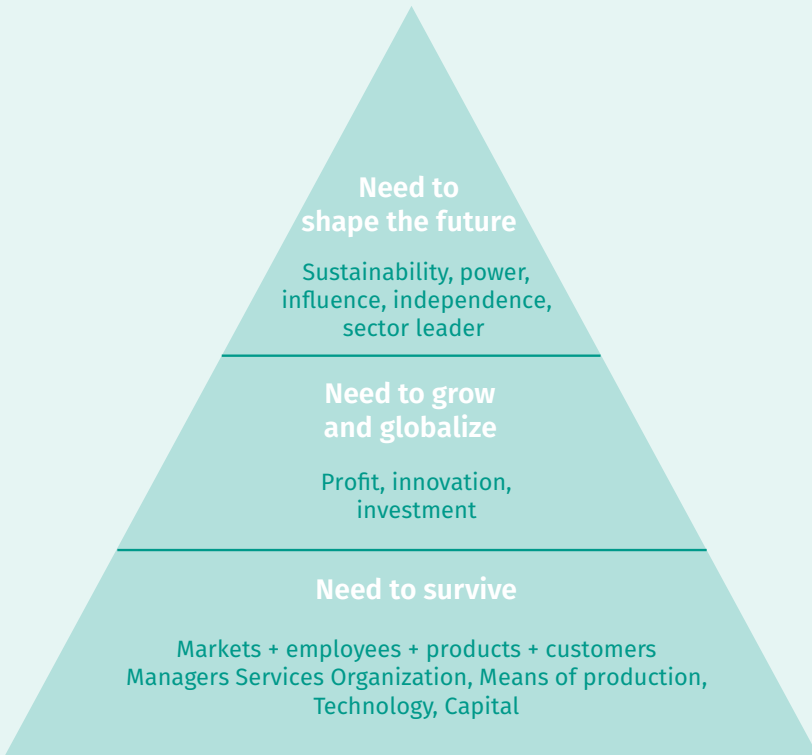 Need to
shape the future
Sustainability, power,
influence, independence,
sector leader
Need to grow
and globalize
Profit, innovation,
investment
Need to survive
Markets + employees + products + customers
Managers Services Organization, Means of production,
Technology, Capital